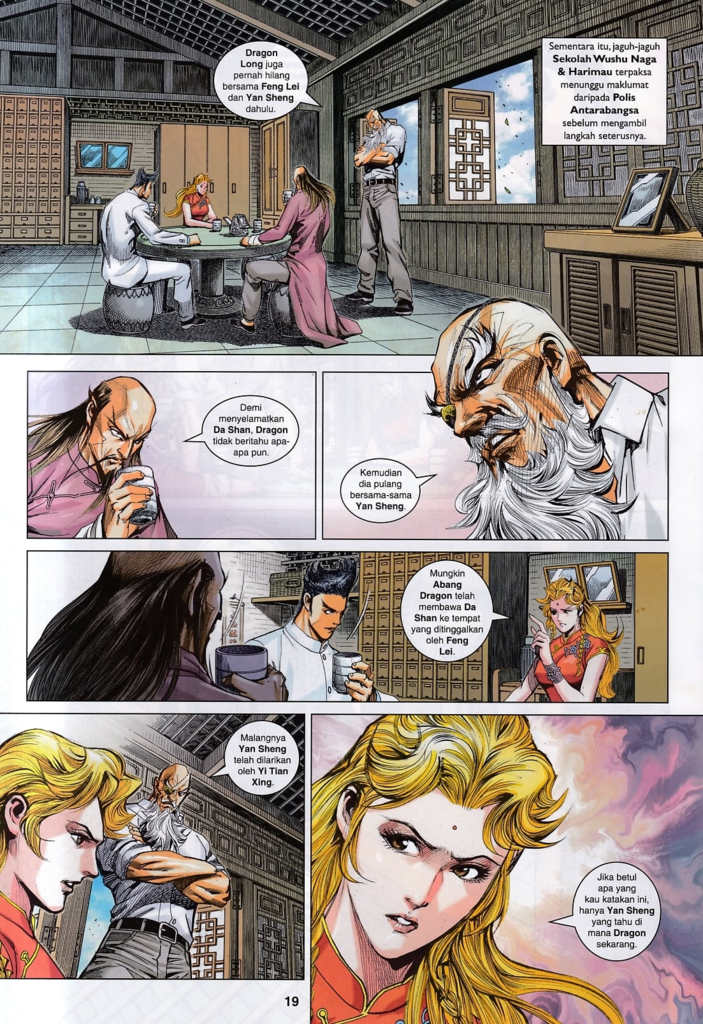 Dragon
Long juga
pernah hilang
bersama Feng Lei
dan Yan Sheng
dahulu.
Sementara itu, jaguh-jaguh
Sekolah Wushu Naga
& Harimau terpaksa
menunggu maklumat
daripada Polis
Antarabangsa
sebelum mengambil
langkah seterusnya.
Demi
menyelamatkan
Da Shan, Dragon
tidak beritahu apa-
apa pun.
Kemudian
dia pulang
bersama-sama
Yan Sheng.
Mungkin
Abang
Dragon telah
membawa Da
Shan ke tempat
yang ditinggalkan
oleh Feng
Lei.
Malangnya
Yan Sheng
telah dilarikan
oleh Yi Tian
Xing.
Jika betul
apa yang
kau katakan ini,
hanya Yan Sheng
yang tahu di
mana Dragon
sekarang.
19